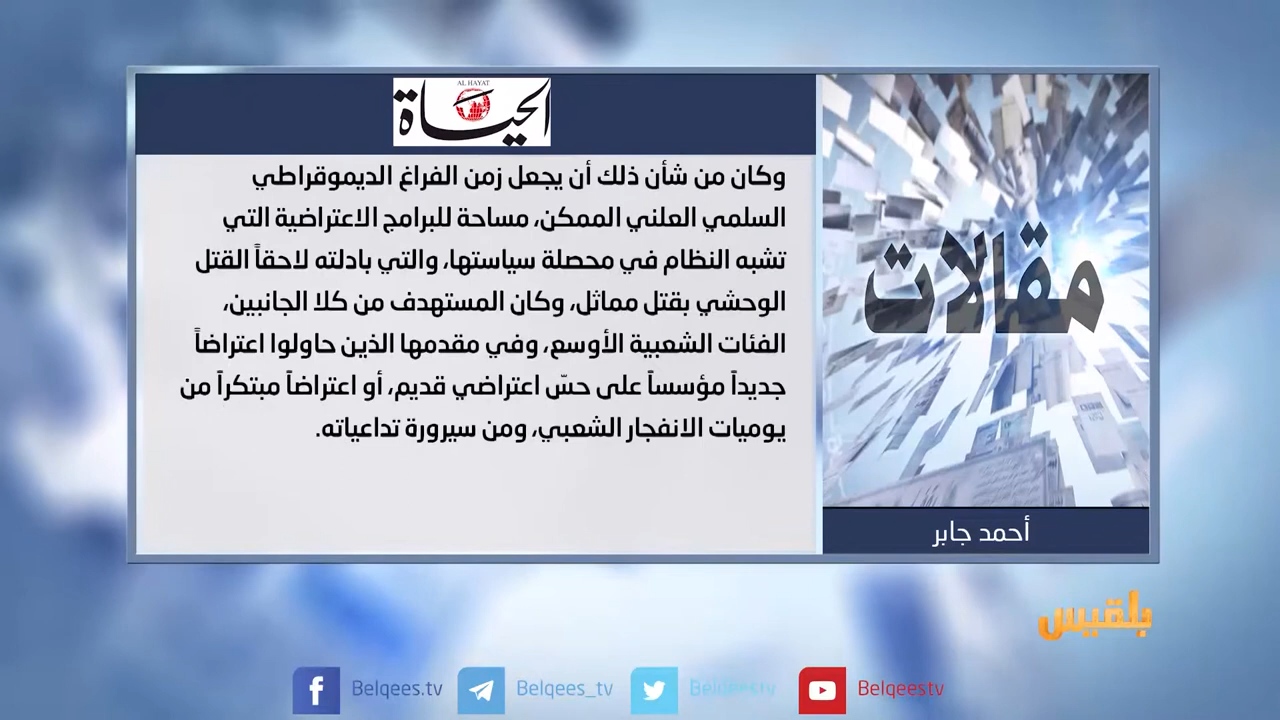 AL HAYAT
الحياة
وكان من شأن ذلك أن يجعل زمن الفراغ الديموقراطي
السلمي العلني الممكن، مساحة للبرامج الاعتراضية التي
تشبه النظام في محصلة سياستها، والتي بادلته لاحقاً القتل
الوحشي بقتل مماثل، وكان المستهدف من كلا الجانبين،
الفئات الشعبية الأوسع، وفي مقدمها الذين حاولوا اعتراضاً
جديداً مؤسساً على حسّ اعتراضي قديم، أو اعتراضاً مبتكراً من
يوميات الانفجار الشعبي، ومن سيرورة تداعياته.
مقالات
أحمد جابر
بلقيس
Belqees.tv
Belqees_tv
Belqeestv
Belqeestv